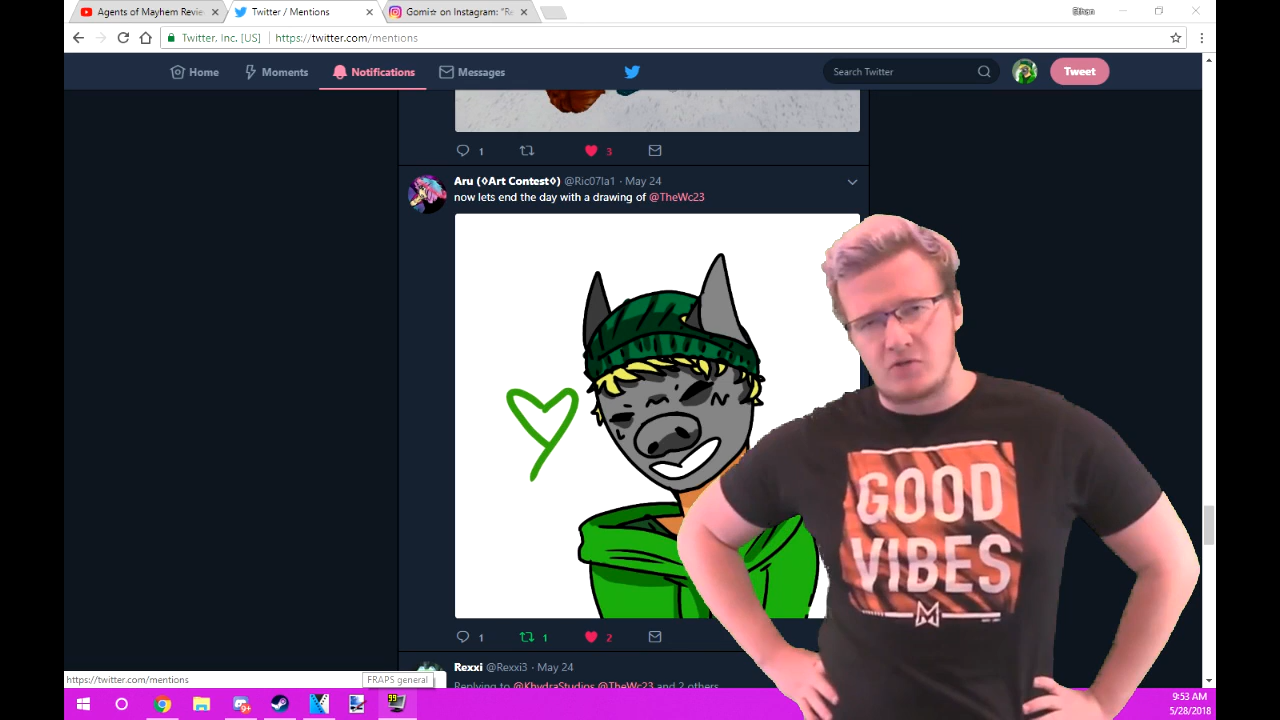 Agents of Mayhem Revie
Twitter / Mentions
Gomi☆ on Instagram: "Re
Ethan
Twitter, Inc. [US]
https://twitter.com/mentions
Home
Moments
Notifications
Messages
Search Twitter
Tweet
1
3
Aru (◊Art Contest◊) @Ric07la1 · May 24
now lets end the day with a drawing of @TheWc23
GOOD
VIBES
1
1
2
Rexxi @Rexxi3 · May 24
Replying to @KhydraStudios @TheWc23 and 2 others
https://twitter.com/mentions
FRAPS general
99
9:53 AM
5/28/2018